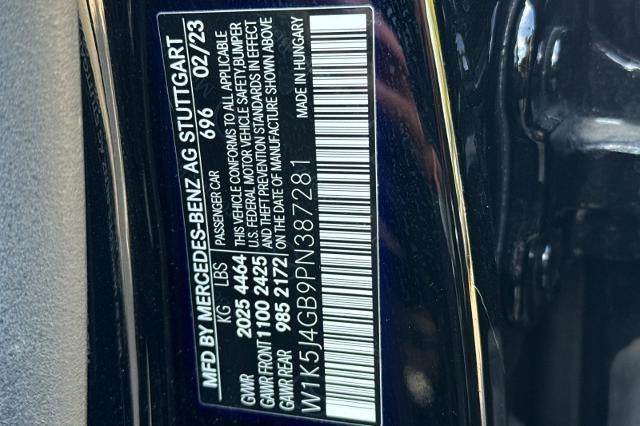 MFD BY MERCEDES-BENZ AG STUTTGART
696 02/23
KG LBS PASSENGER CAR
GVWR 2025 4464 THIS VEHICLE CONFORMS TO ALL APPLICABLE
GAWR FRONT 1100 2425 U.S. FEDERAL MOTOR VEHICLE SAFETY, BUMPER
GAWR REAR 985 2172 AND THEFT PREVENTION STANDARDS IN EFFECT
ON THE DATE OF MANUFACTURE SHOWN ABOVE
W1K5J4GB9PN387281 MADE IN HUNGARY